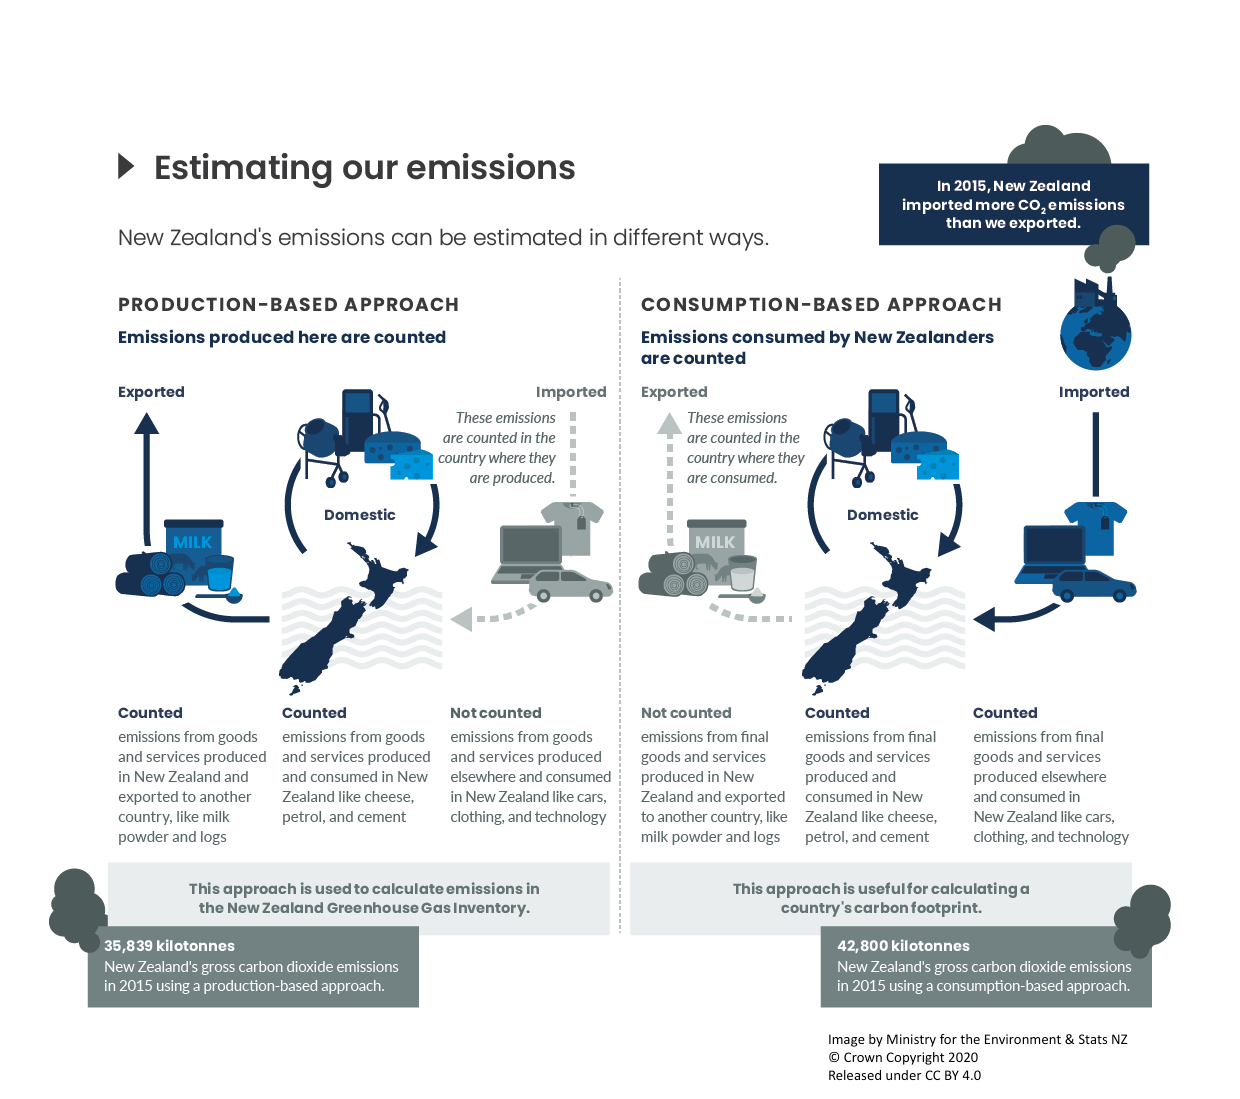 Estimating our emissions
In 2015, New Zealand
imported more CO₂ emissions
than we exported.
New Zealand's emissions can be estimated in different ways.
PRODUCTION-BASED APPROACH
Emissions produced here are counted
Exported
Imported
These emissions
are counted in the
country where they
are produced.
Domestic
MILK
Counted
emissions from goods
and services produced
in New Zealand and
exported to another
country, like milk
powder and logs
Counted
emissions from goods
and services produced
and consumed in New
Zealand like cheese,
petrol, and cement
Not counted
emissions from goods
and services produced
elsewhere and consumed
in New Zealand like cars,
clothing, and technology
This approach is used to calculate emissions in
the New Zealand Greenhouse Gas Inventory.
35,839 kilotonnes
New Zealand's gross carbon dioxide emissions
in 2015 using a production-based approach.
CONSUMPTION-BASED APPROACH
Emissions consumed by New Zealanders
are counted
Exported
These emissions
are counted in the
country where they
are consumed.
Imported
Domestic
MILK
Not counted
emissions from final
goods and services
produced in New
Zealand and exported
to another country, like
milk powder and logs
Counted
emissions from final
goods and services
produced and
consumed in New
Zealand like cheese,
petrol, and cement
Counted
emissions from final
goods and services
produced elsewhere
and consumed in
New Zealand like cars,
clothing, and technology
This approach is useful for calculating a
country's carbon footprint.
42,800 kilotonnes
New Zealand's gross carbon dioxide emissions
in 2015 using a consumption-based approach.
Image by Ministry for the Environment & Stats NZ
© Crown Copyright 2020
Released under CC BY 4.0